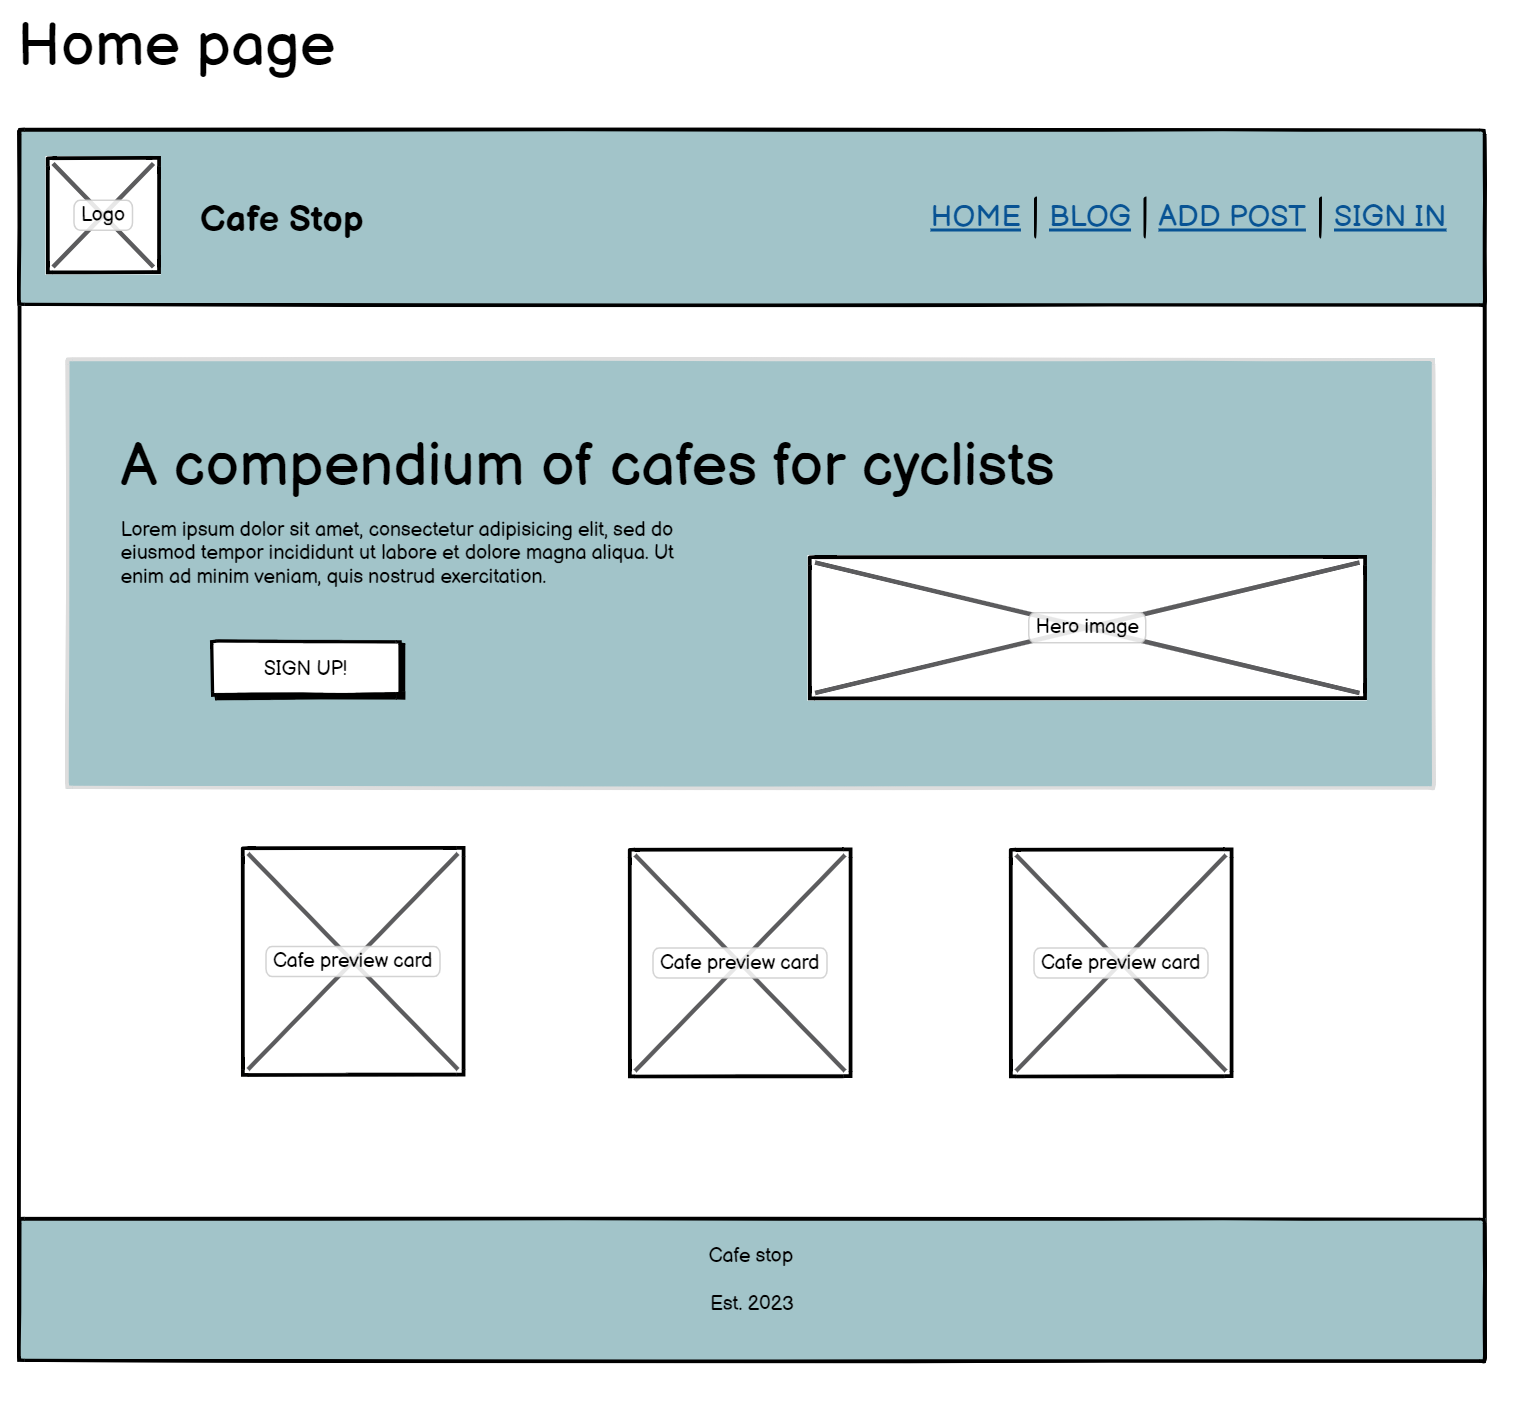 Home page
Logo
Cafe Stop
HOME | BLOG | ADD POST | SIGN IN
A compendium of cafes for cyclists
Lorem ipsum dolor sit amet, consectetur adipisicing elit, sed do
eiusmod tempor incididunt ut labore et dolore magna aliqua. Ut
enim ad minim veniam, quis nostrud exercitation.
Hero image
SIGN UP!
Cafe preview card
Cafe preview card
Cafe preview card
Cafe stop
Est. 2023